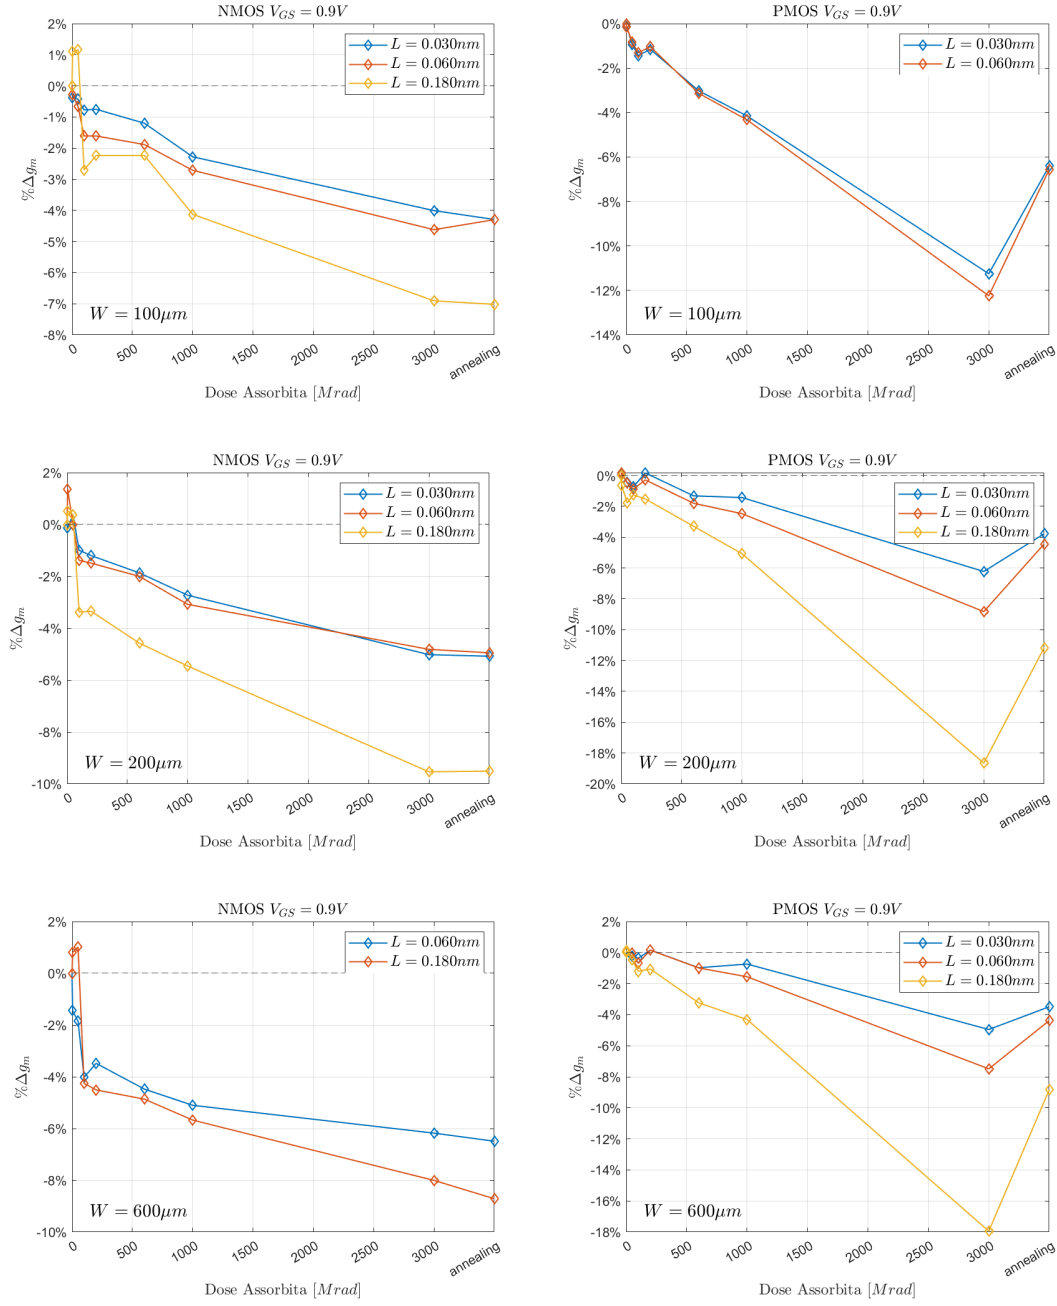 NMOS V_GS = 0.9V
2%
1%
0%
-1%
-2%
-3%
-4%
-5%
-6%
-7%
-8%
%Δg_m
L = 0.030nm
L = 0.060nm
L = 0.180nm
W = 100μm
0 500 1000 1500 2000 2500 3000 annealing
Dose Assorbita [Mrad]
PMOS V_GS = 0.9V
0%
-2%
-4%
-6%
-8%
-10%
-12%
-14%
%Δg_m
L = 0.030nm
L = 0.060nm
W = 100μm
0 500 1000 1500 2000 2500 3000 annealing
Dose Assorbita [Mrad]
NMOS V_GS = 0.9V
2%
0%
-2%
-4%
-6%
-8%
-10%
%Δg_m
L = 0.030nm
L = 0.060nm
L = 0.180nm
W = 200μm
0 500 1000 1500 2000 2500 3000 annealing
Dose Assorbita [Mrad]
PMOS V_GS = 0.9V
0%
-2%
-4%
-6%
-8%
-10%
-12%
-14%
-16%
-18%
-20%
%Δg_m
L = 0.030nm
L = 0.060nm
L = 0.180nm
W = 200μm
0 500 1000 1500 2000 2500 3000 annealing
Dose Assorbita [Mrad]
NMOS V_GS = 0.9V
2%
0%
-2%
-4%
-6%
-8%
-10%
%Δg_m
L = 0.060nm
L = 0.180nm
W = 600μm
0 500 1000 1500 2000 2500 3000 annealing
Dose Assorbita [Mrad]
PMOS V_GS = 0.9V
2%
0%
-2%
-4%
-6%
-8%
-10%
-12%
-14%
-16%
-18%
%Δg_m
L = 0.030nm
L = 0.060nm
L = 0.180nm
W = 600μm
0 500 1000 1500 2000 2500 3000 annealing
Dose Assorbita [Mrad]